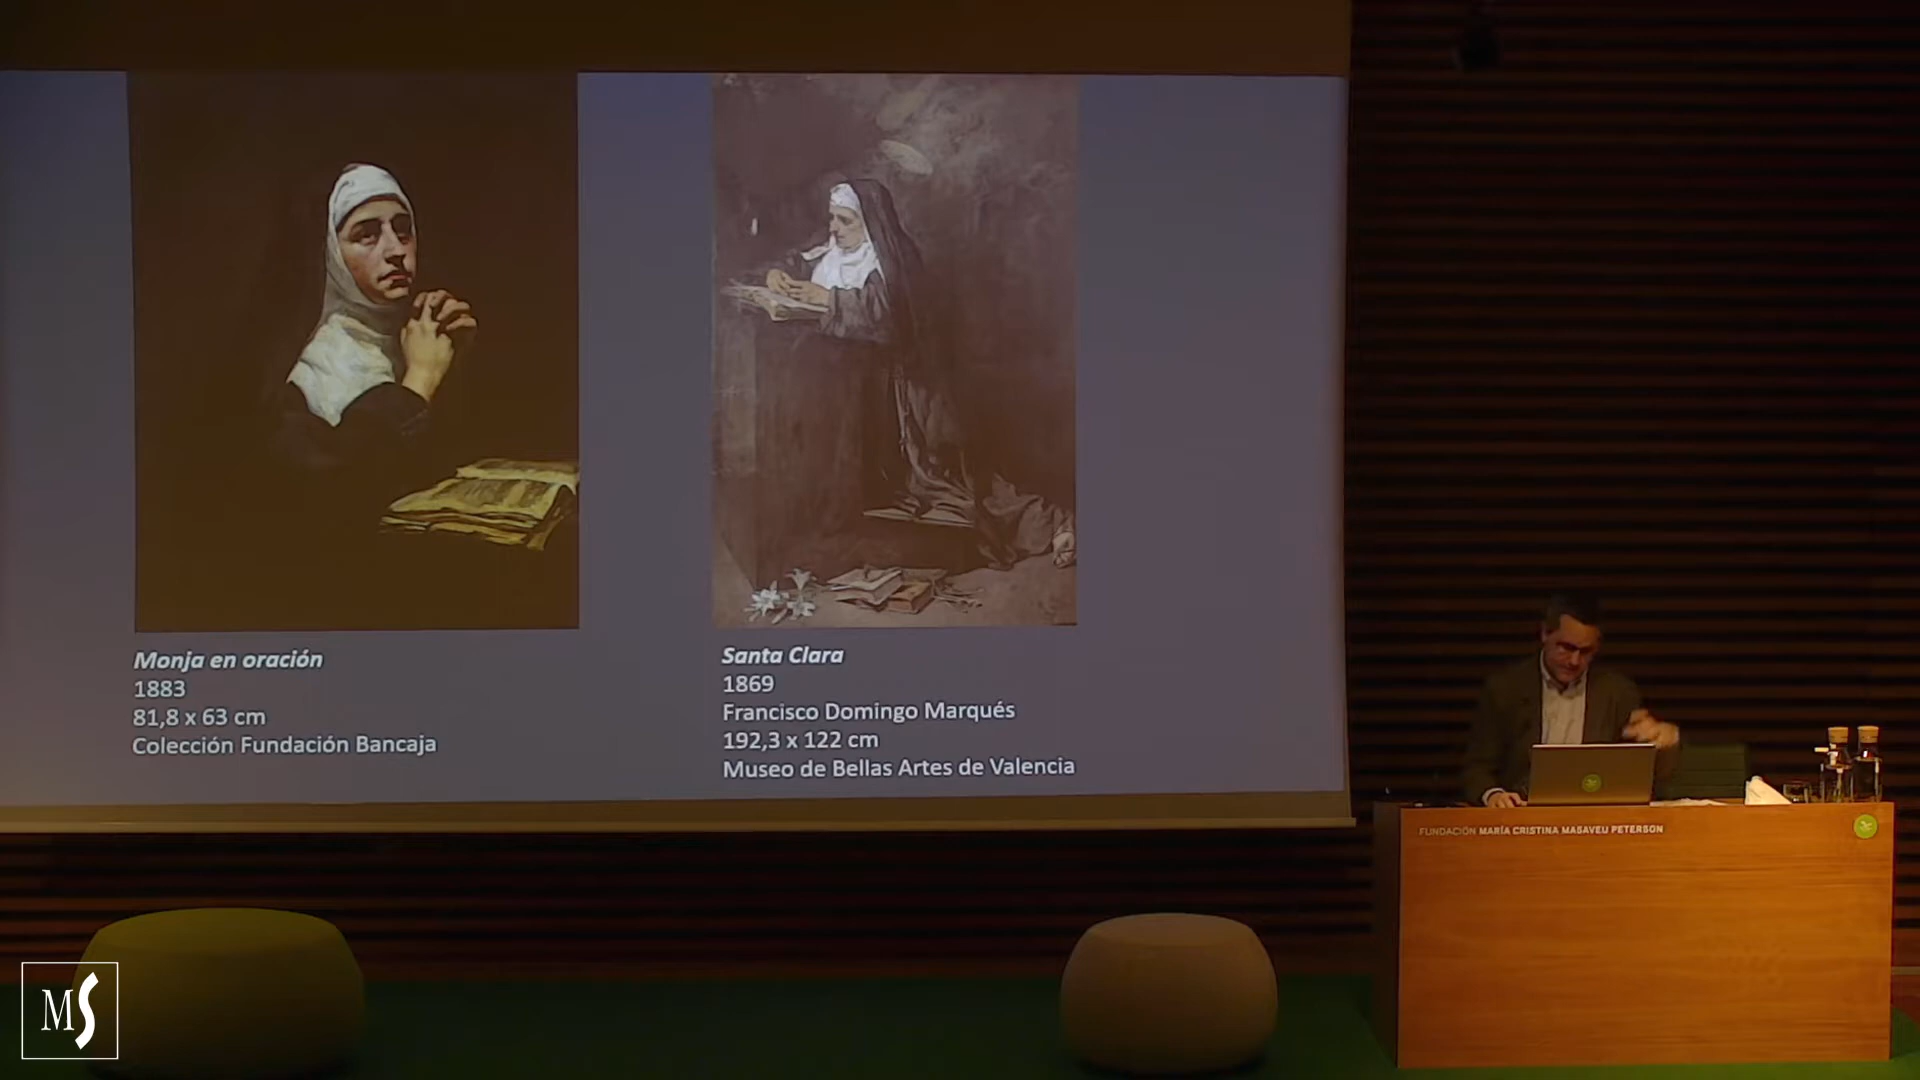 Monja en oración
1883
81,8 x 63 cm
Colección Fundación Bancaja
Santa Clara
1869
Francisco Domingo Marqués
192,3 x 122 cm
Museo de Bellas Artes de Valencia
FUNDACIÓN MARÍA CRISTINA MASAVEU PETERSON
MS